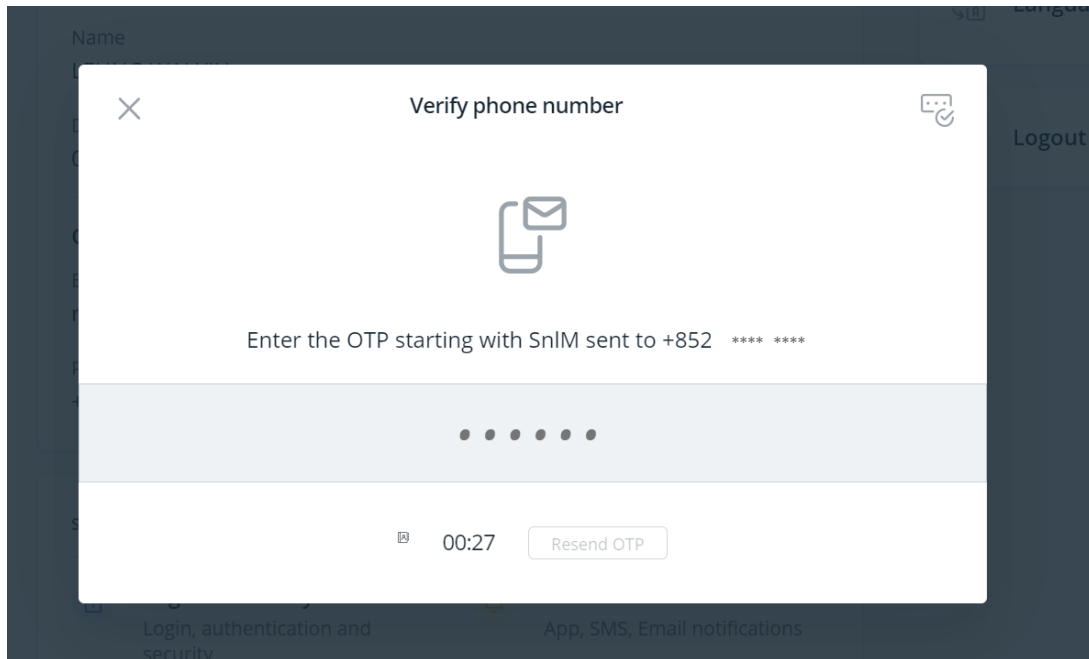 Name
Verify phone number
Logout
Enter the OTP starting with SnlM sent to +852 **** ****
00:27
Resend OTP
Login, authentication and
App, SMS, Email notifications
security